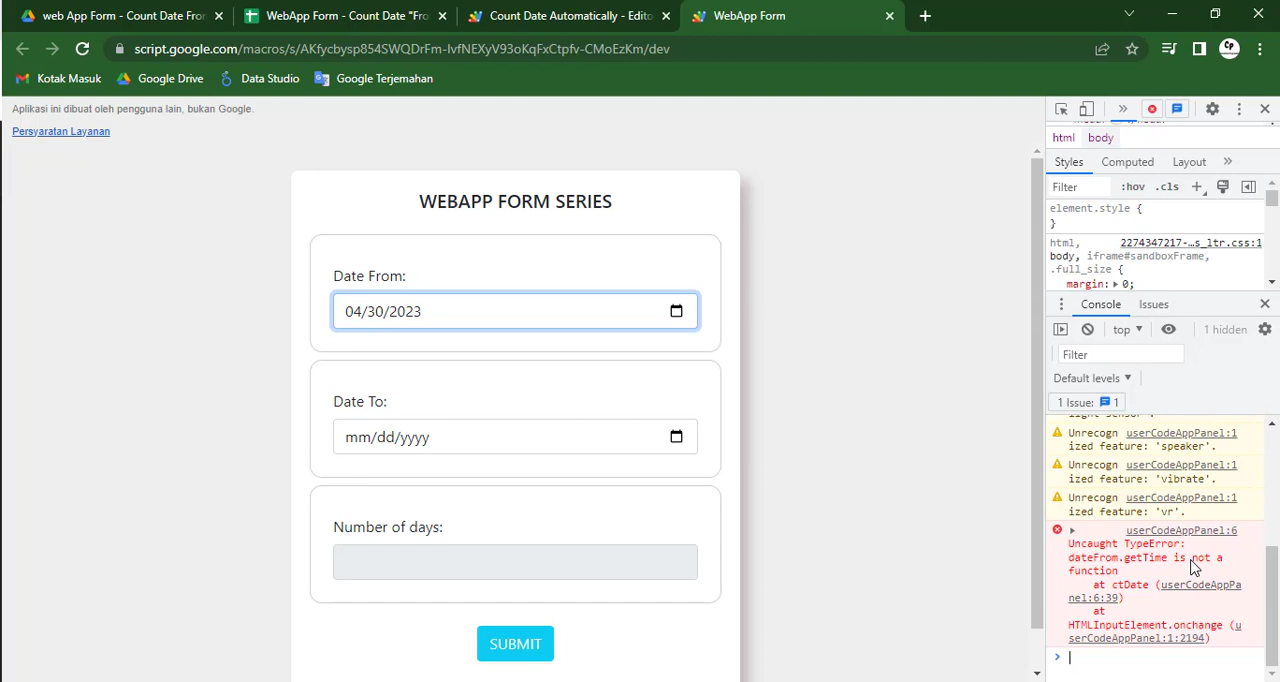 web App Form - Count Date Fron
WebApp Form - Count Date "Fro
Count Date Automatically - Edito
WebApp Form
script.google.com/macros/s/AKfycbysp854SWQDrFm-IvfNEXyV93oKqFxCtpfv-CMoEzKm/dev
Kotak Masuk
Google Drive
Data Studio
Google Terjemahan
Aplikasi ini dibuat oleh pengguna lain, bukan Google.
Persyaratan Layanan
WEBAPP FORM SERIES
Date From:
04/30/2023
Date To:
mm/dd/yyyy
Number of days:
SUBMIT
html body
Styles Computed Layout
Filter :hov .cls
element.style {
}
html, 2274347217-…s_ltr.css:1
body, iframe#sandboxFrame,
.full_size {
margin: 0;
Console Issues
top 1 hidden
Filter
Default levels
1 Issue: 1
Unrecogn userCodeAppPanel:1
ized feature: 'speaker'.
Unrecogn userCodeAppPanel:1
ized feature: 'vibrate'.
Unrecogn userCodeAppPanel:1
ized feature: 'vr'.
userCodeAppPanel:6
Uncaught TypeError:
dateFrom.getTime is not a
function
at ctDate (userCodeAppPa
nel:6:39)
at
HTMLInputElement.onchange (u
serCodeAppPanel:1:2194)